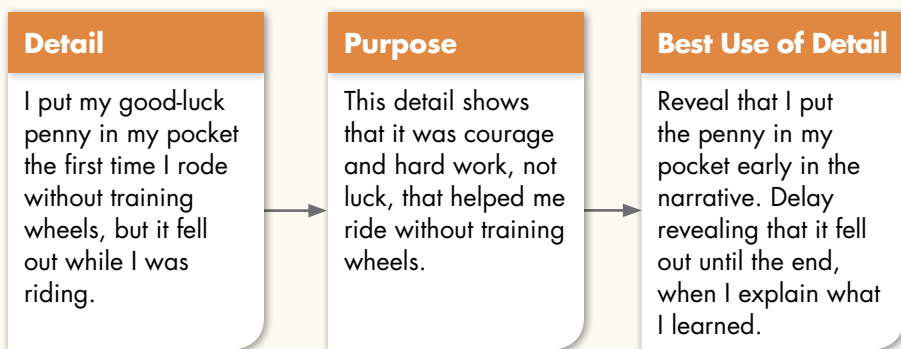 Detail
I put my good-luck
penny in my pocket
the first time I rode
without training
wheels, but it fell
out while I was
riding.
Purpose
This detail shows
that it was courage
and hard work, not
luck, that helped me
ride without training
wheels.
Best Use of Detail
Reveal that I put
the penny in my
pocket early in the
narrative. Delay
revealing that it fell
out until the end,
when I explain what
I learned.